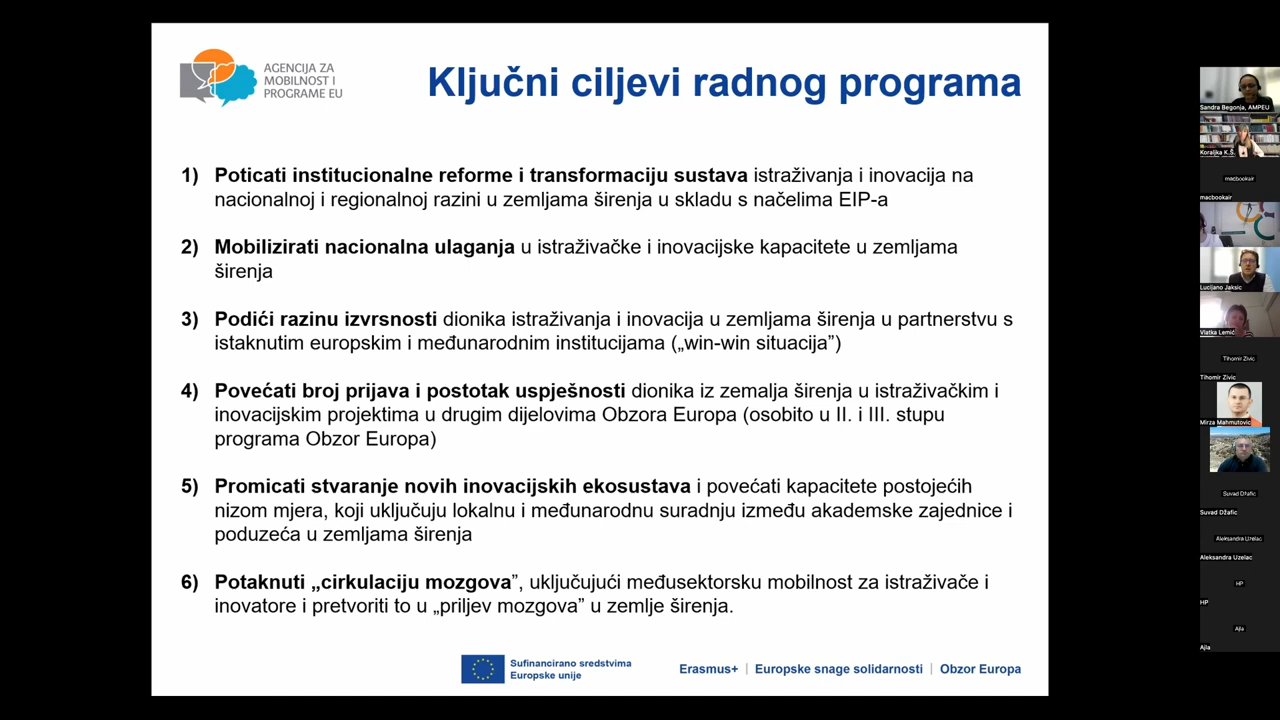 AGENCIJA ZA
MOBILNOST I
PROGRAME EU
Ključni ciljevi radnog programa
1) Poticati institucionalne reforme i transformaciju sustava istraživanja i inovacija na
nacionalnoj i regionalnoj razini u zemljama širenja u skladu s načelima EIP-a
2) Mobilizirati nacionalna ulaganja u istraživačke i inovacijske kapacitete u zemljama
širenja
3) Podići razinu izvrsnosti dionika istraživanja i inovacija u zemljama širenja u partnerstvu s
istaknutim europskim i međunarodnim institucijama („win-win situacija”)
4) Povećati broj prijava i postotak uspješnosti dionika iz zemalja širenja u istraživačkim i
inovacijskim projektima u drugim dijelovima Obzora Europa (osobito u II. i III. stupu
programa Obzor Europa)
5) Promicati stvaranje novih inovacijskih ekosustava i povećati kapacitete postojećih
nizom mjera, koji uključuju lokalnu i međunarodnu suradnju između akademske zajednice i
poduzeća u zemljama širenja
6) Potaknuti „cirkulaciju mozgova”, uključujući međusektorsku mobilnost za istraživače i
inovatore i pretvoriti to u „priljev mozgova” u zemlje širenja.
Sufinancirano sredstvima
Europske unije
Erasmus+ | Europske snage solidarnosti | Obzor Europa
Sandra Begonja, AMPEU
Koraljka K.Š.
macbookair
macbookair
Lucijano Jaksic
Vlatka Lemić
Tihomir Zivic
Tihomir Zivic
Mirza Mahmutovic
Suvad Džafic
Suvad Džafic
Aleksandra Uzelac
Aleksandra Uzelac
HP
HP
Ajla
Ajla